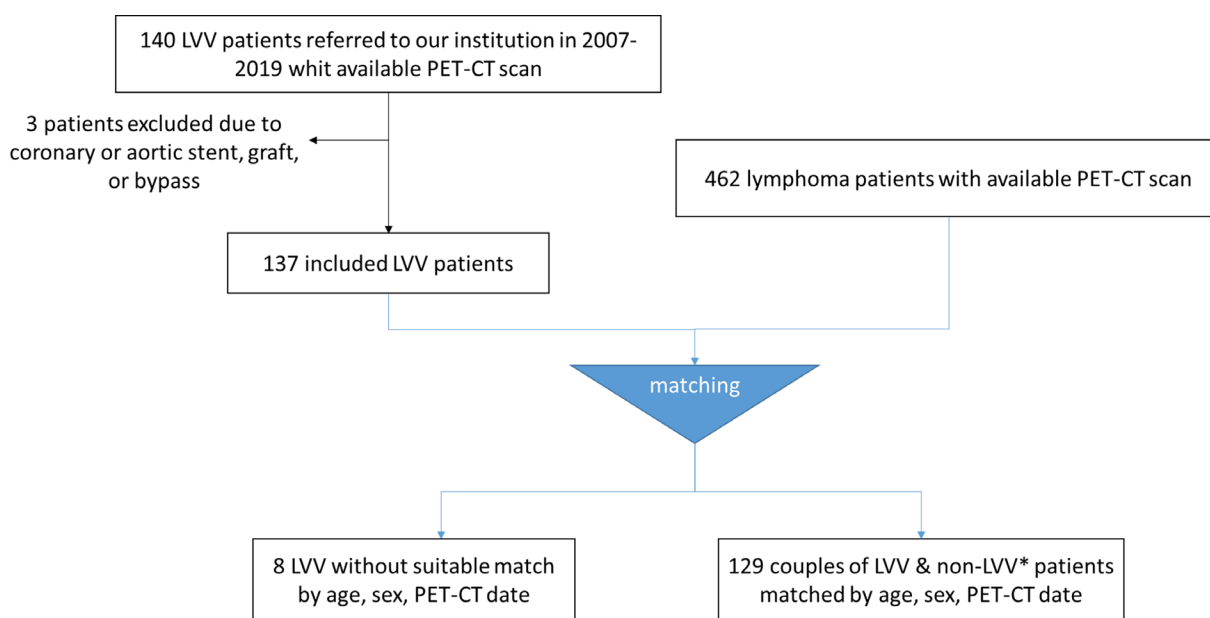 140 LVV patients referred to our institution in 2007-
2019 whit available PET-CT scan
3 patients excluded due to
coronary or aortic stent, graft,
or bypass
462 lymphoma patients with available PET-CT scan
137 included LVV patients
matching
8 LVV without suitable match
by age, sex, PET-CT date
129 couples of LVV & non-LVV* patients
matched by age, sex, PET-CT date